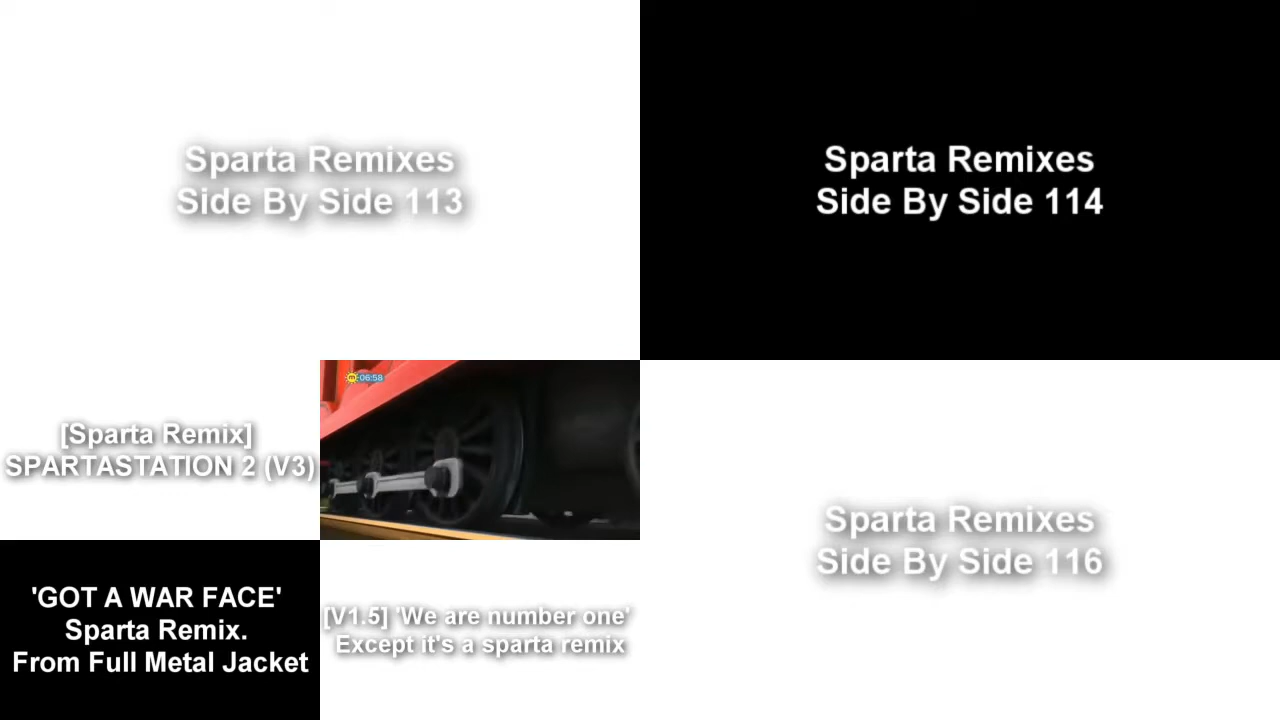 Sparta Remixes
Side By Side 113
Sparta Remixes
Side By Side 114
[Sparta Remix]
SPARTASTATION 2 (V3)
06:58
'GOT A WAR FACE'
Sparta Remix.
From Full Metal Jacket
[V1.5] 'We are number one'
Except it's a sparta remix
Sparta Remixes
Side By Side 116